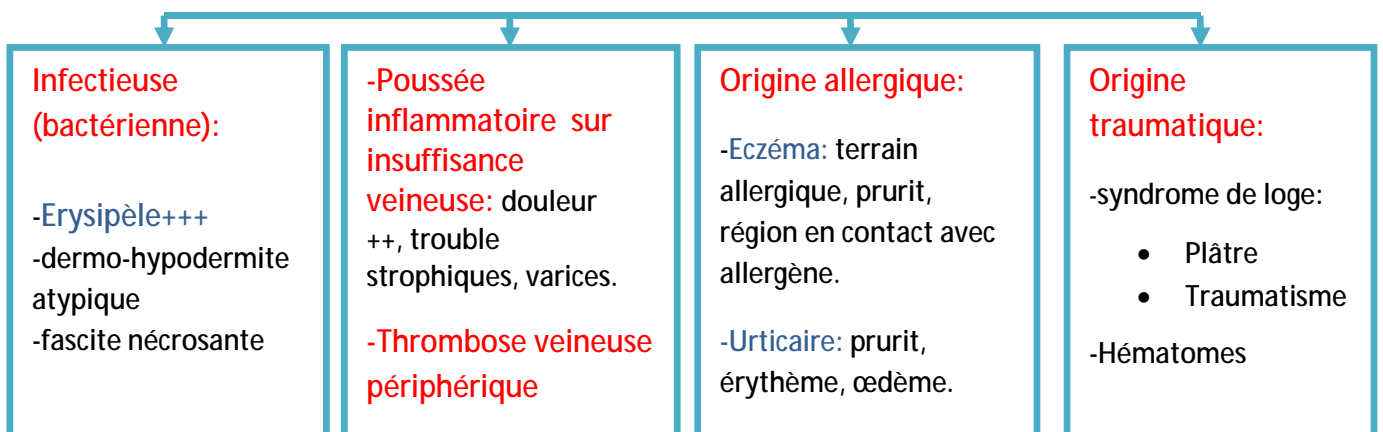 Infectieuse
(bactérienne):
-Erysipèle+++
-dermo-hypodermite
atypique
-fascite nécrosante
-Poussée
inflammatoire sur
insuffisance
veineuse: douleur
++, trouble
strophiques, varices.
-Thrombose veineuse
périphérique
Origine allergique:
-Eczéma: terrain
allergique, prurit,
région en contact avec
allergène.
-Urticaire: prurit,
érythème, œdème.
Origine
traumatique:
-syndrome de loge:
• Plâtre
• Traumatisme
-Hématomes